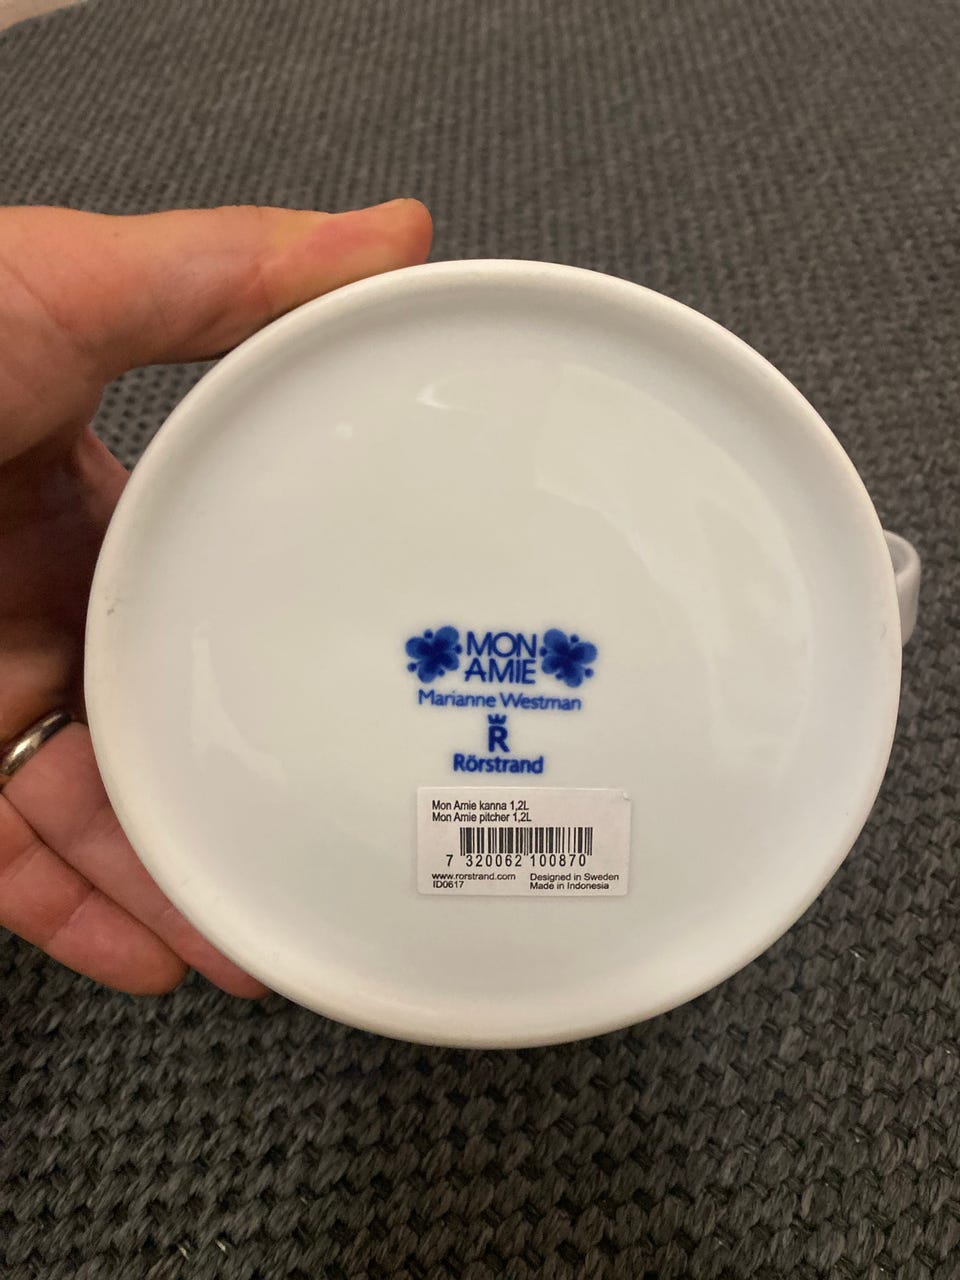 MON
AMIE
Marianne Westman
R
Rörstrand
Mon Amie kanna 1,2L
Mon Amie pitcher 1,2L
7 320062 100870
www.rorstrand.com Designed in Sweden
ID0617 Made in Indonesia